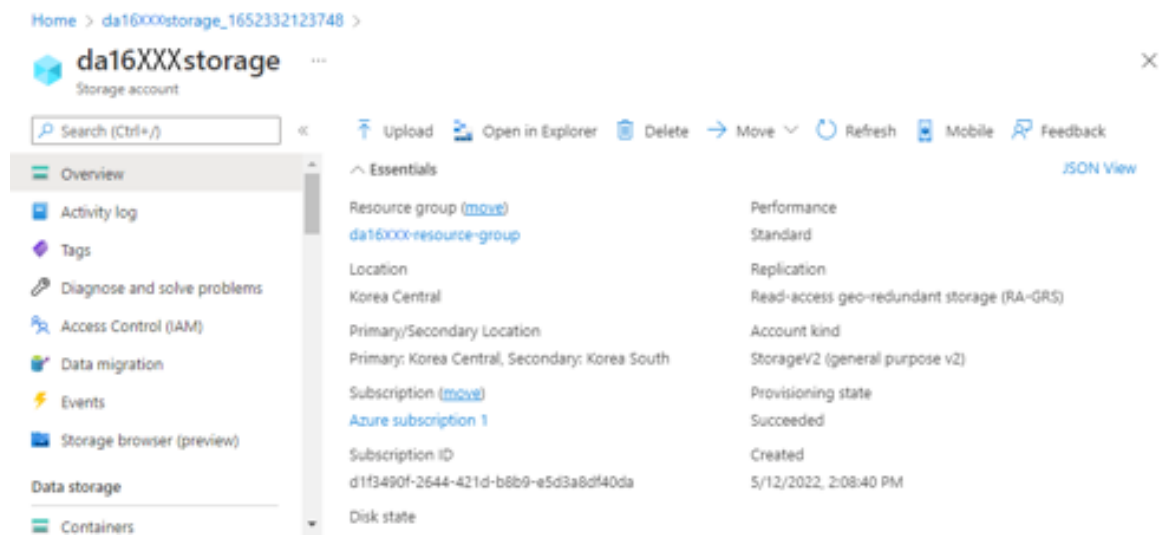 Home > da16XXXstorage_1652332123748 >
da16XXXstorage ...
Storage account
Search (Ctrl+/)
«
Overview
Activity log
Tags
Diagnose and solve problems
Access Control (IAM)
Data migration
Events
Storage browser (preview)
Data storage
Containers
Upload Open in Explorer Delete Move Refresh Mobile Feedback
Essentials
JSON View
Resource group (move)
da16XXX-resource-group
Location
Korea Central
Primary/Secondary Location
Primary: Korea Central, Secondary: Korea South
Subscription (move)
Azure subscription 1
Subscription ID
d1f3490f-2644-421d-b8b9-e5d3a8df40da
Disk state
Performance
Standard
Replication
Read-access geo-redundant storage (RA-GRS)
Account kind
StorageV2 (general purpose v2)
Provisioning state
Succeeded
Created
5/12/2022, 2:08:40 PM